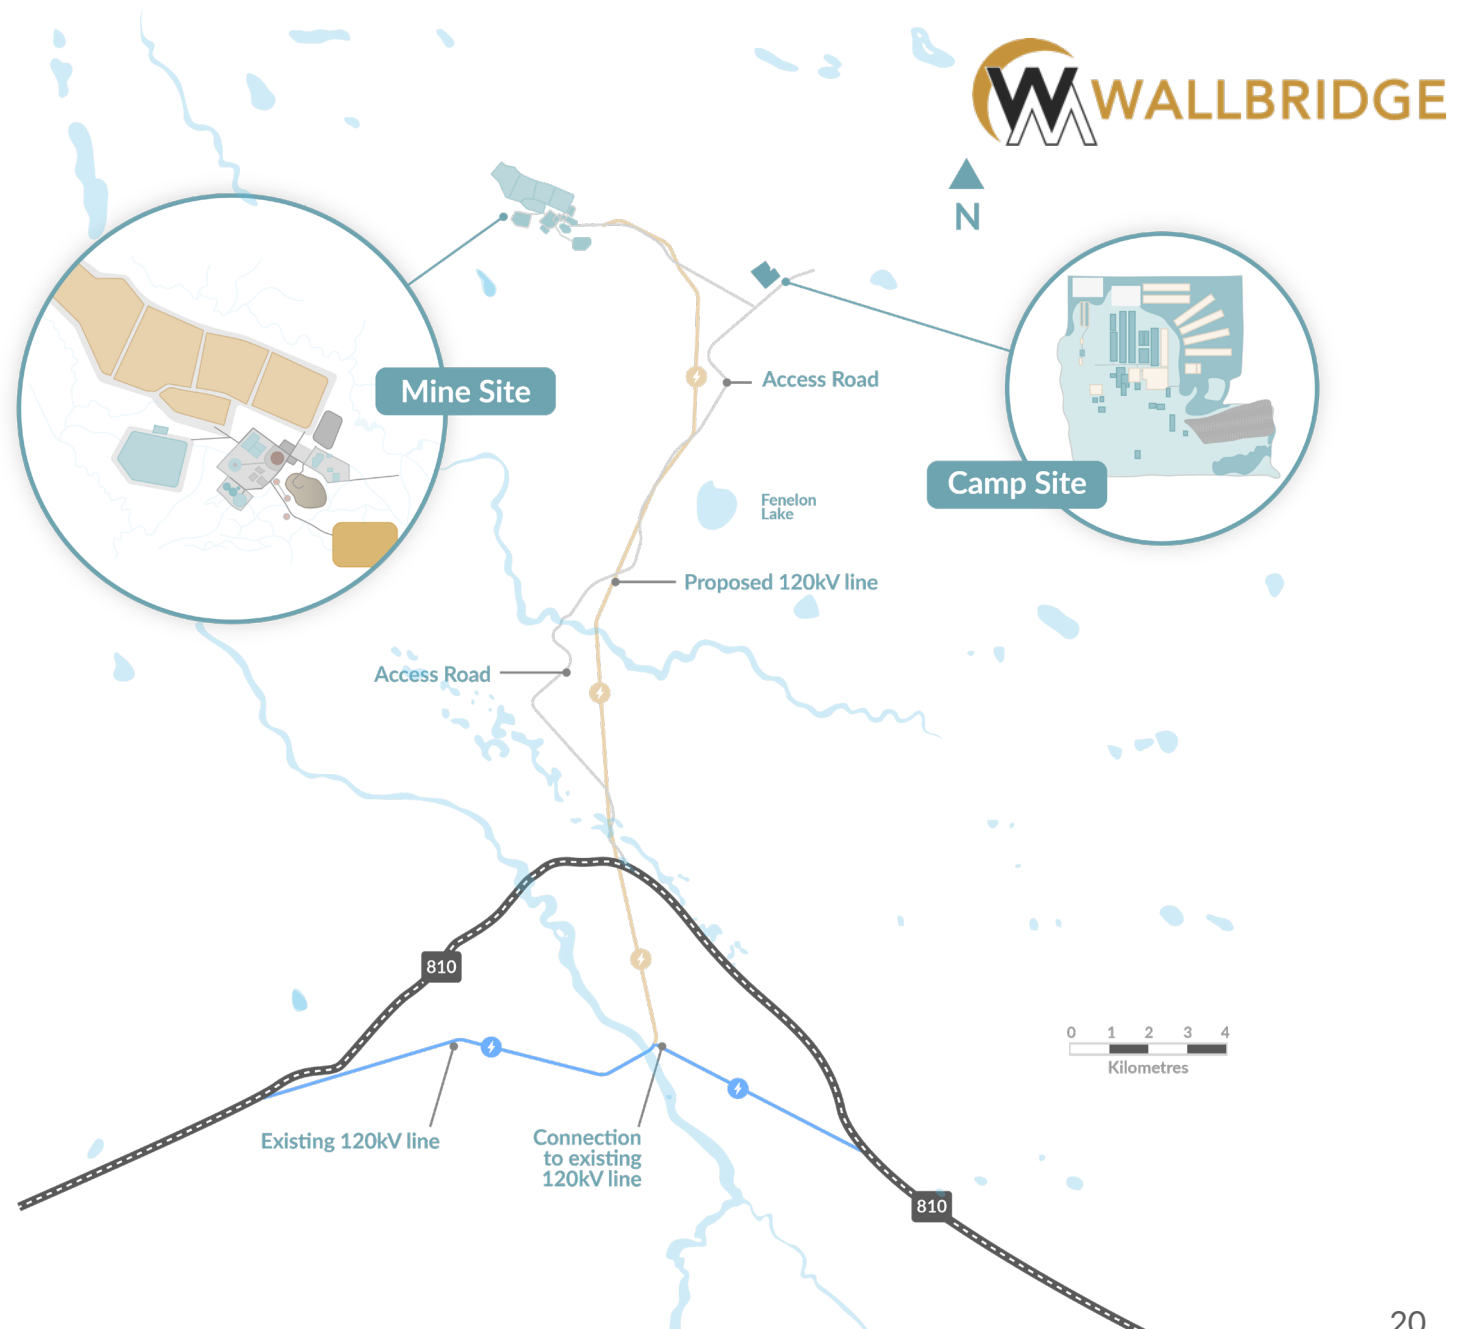 WALLBRIDGE
N
Mine Site
Access Road
Camp Site
Fenelon
Lake
Proposed 120kV line
Access Road
810
0 1 2 3 4
Kilometres
Existing 120kV line
Connection
to existing
120kV line
810
20